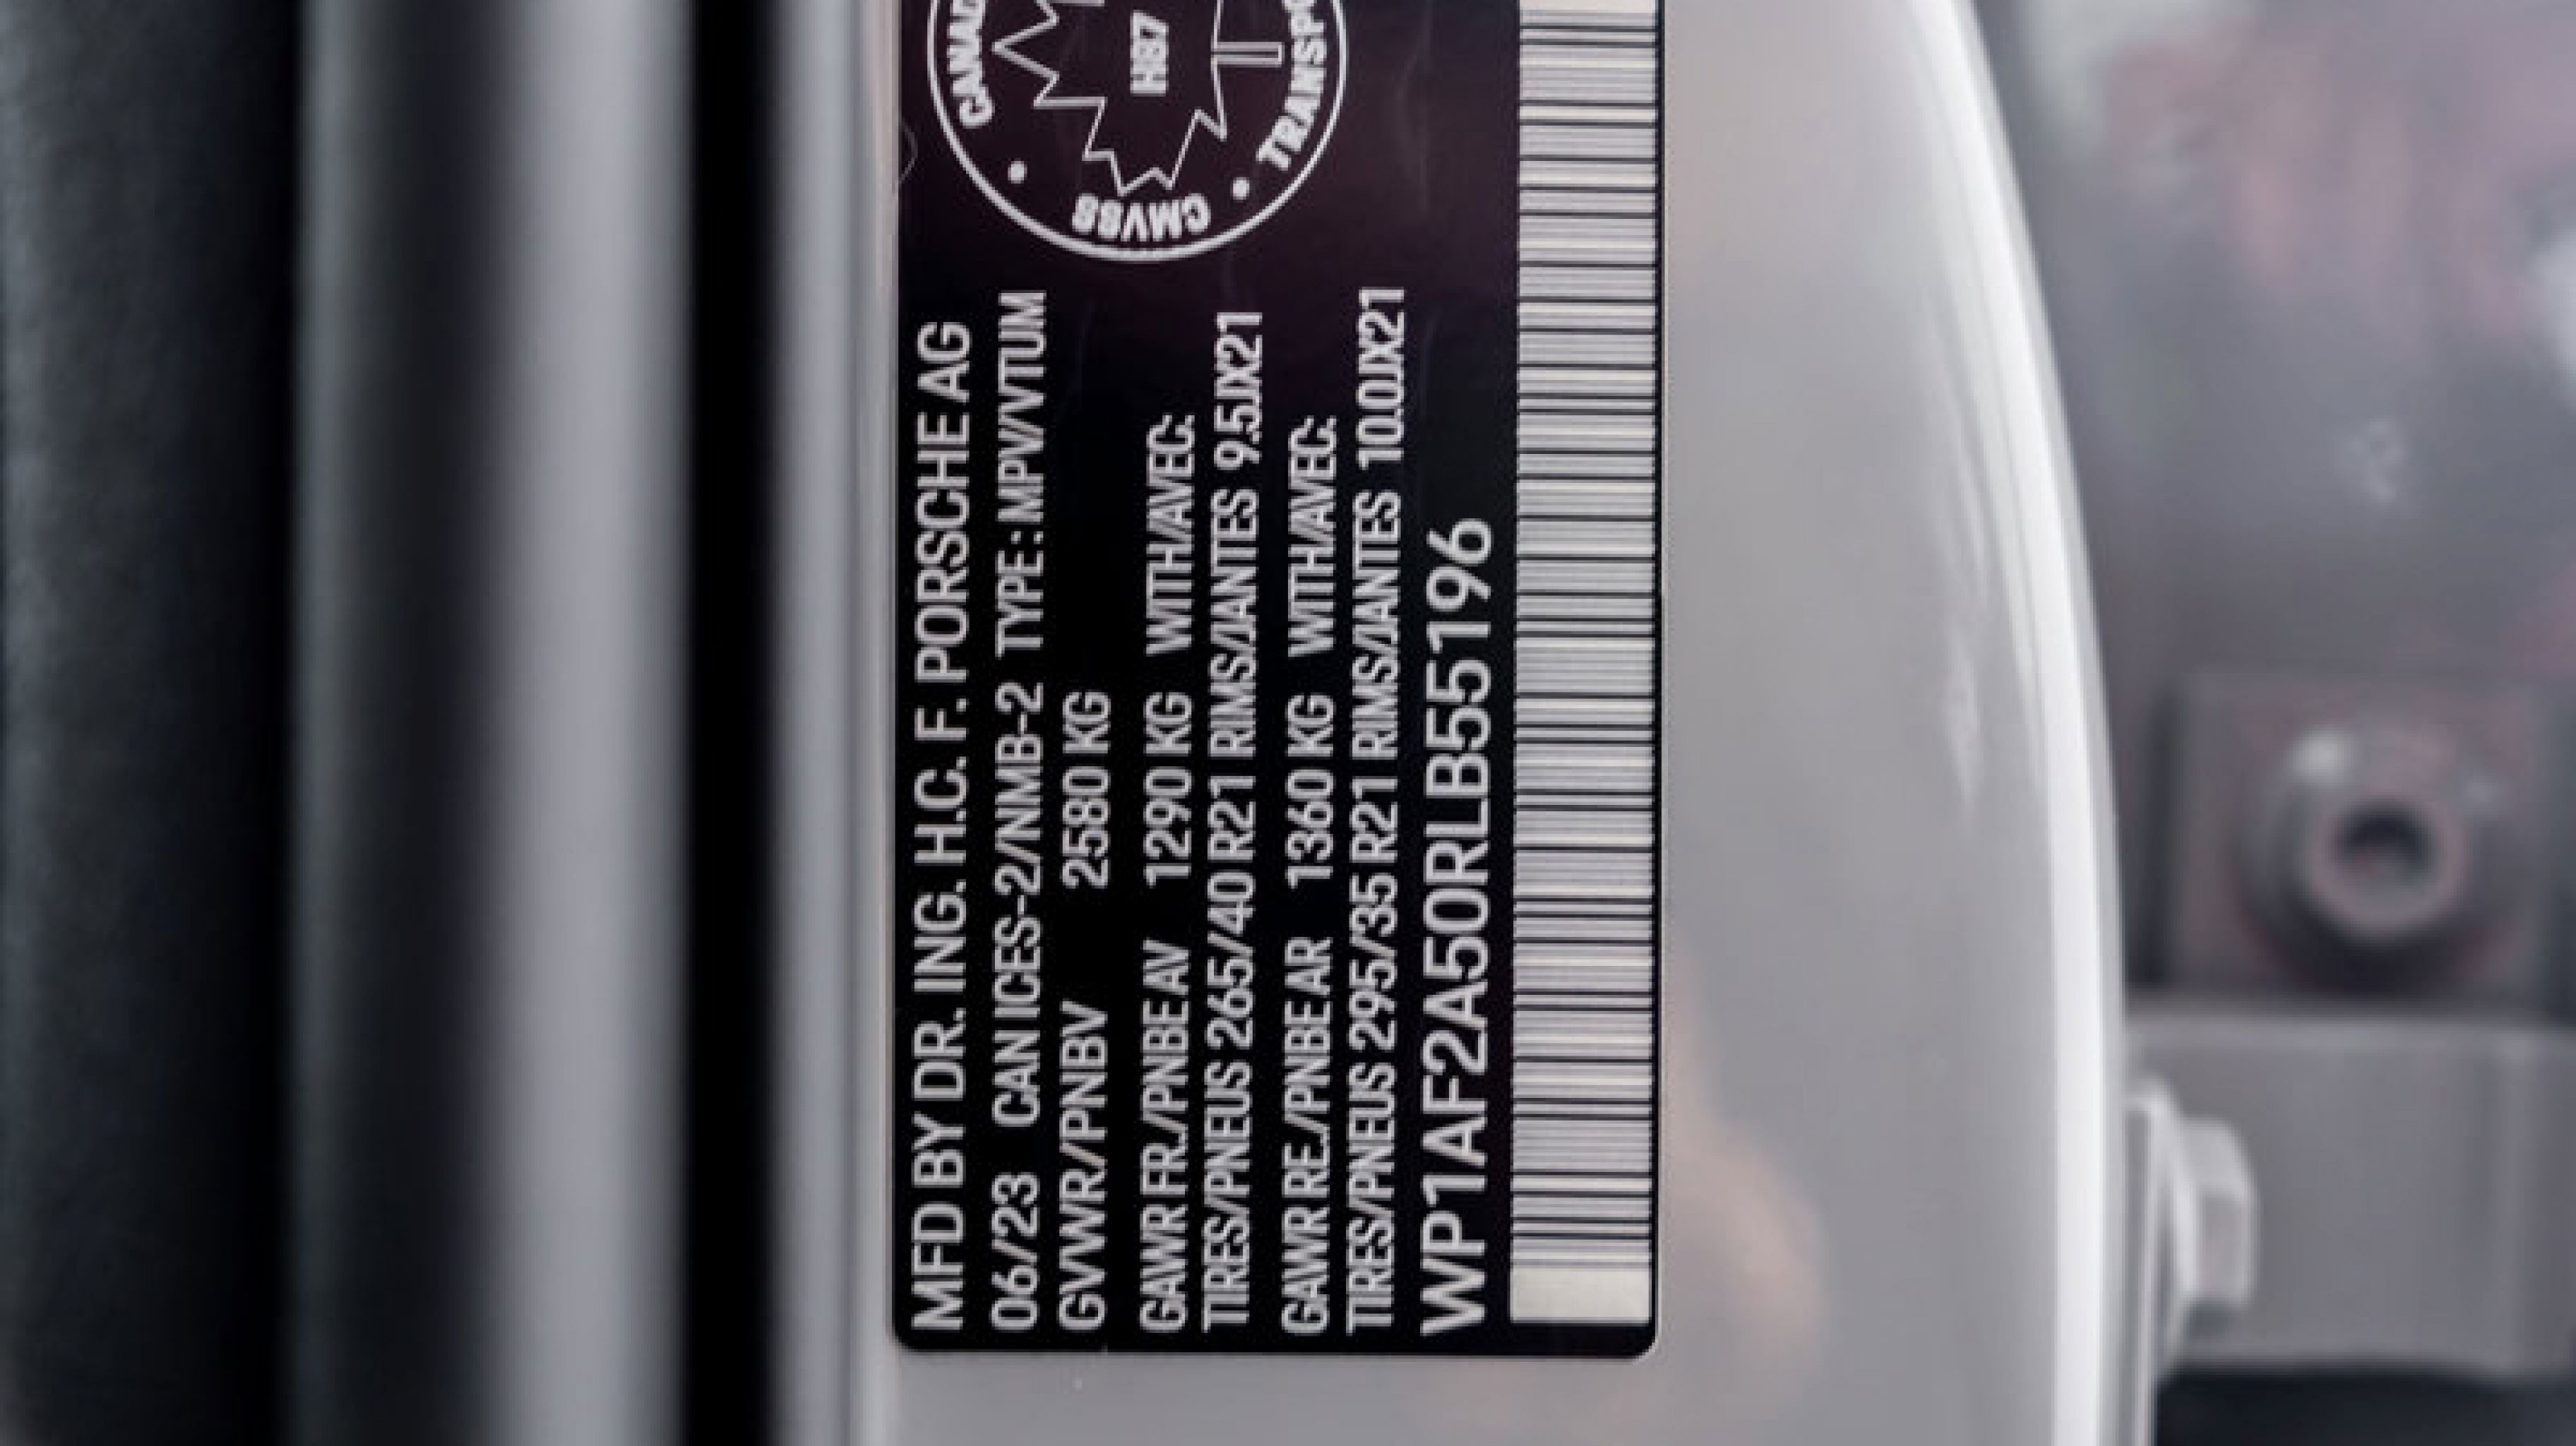 MFD BY DR. ING. H.C. F. PORSCHE AG
06/23 CAN ICES-2/NMB-2 TYPE: MPV/VTUM
GVWR/PNBV 2580 KG
GAWR FR./PNBE AV 1290 KG WITH/AVEC:
TIRES/PNEUS 265/40 R21 RIMS/JANTES 9.5JX21
GAWR RE./PNBE AR 1360 KG WITH/AVEC:
TIRES/PNEUS 295/35 R21 RIMS/JANTES 10.0JX21
WP1AF2A50RLB55196
CMVSS
H87